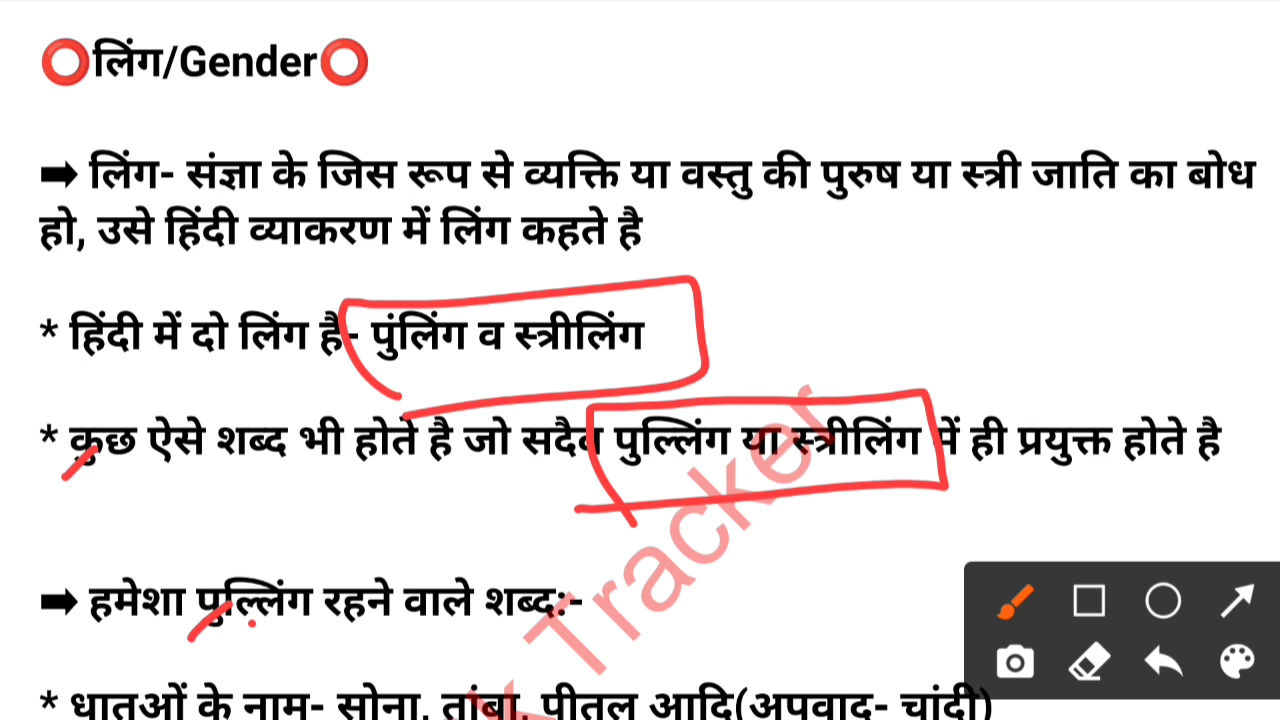 ⭕लिंग/Gender⭕
➡ लिंग- संज्ञा के जिस रूप से व्यक्ति या वस्तु की पुरुष या स्त्री जाति का बोध
हो, उसे हिंदी व्याकरण में लिंग कहते है
* हिंदी में दो लिंग है- पुंलिंग व स्त्रीलिंग
* कुछ ऐसे शब्द भी होते है जो सदैव पुल्लिंग या स्त्रीलिंग में ही प्रयुक्त होते है
➡ हमेशा पुल्लिंग रहने वाले शब्द:-
* धातुओं के नाम- सोना, तांबा, पीतल आदि(अपवाद- चांदी)
Tracker